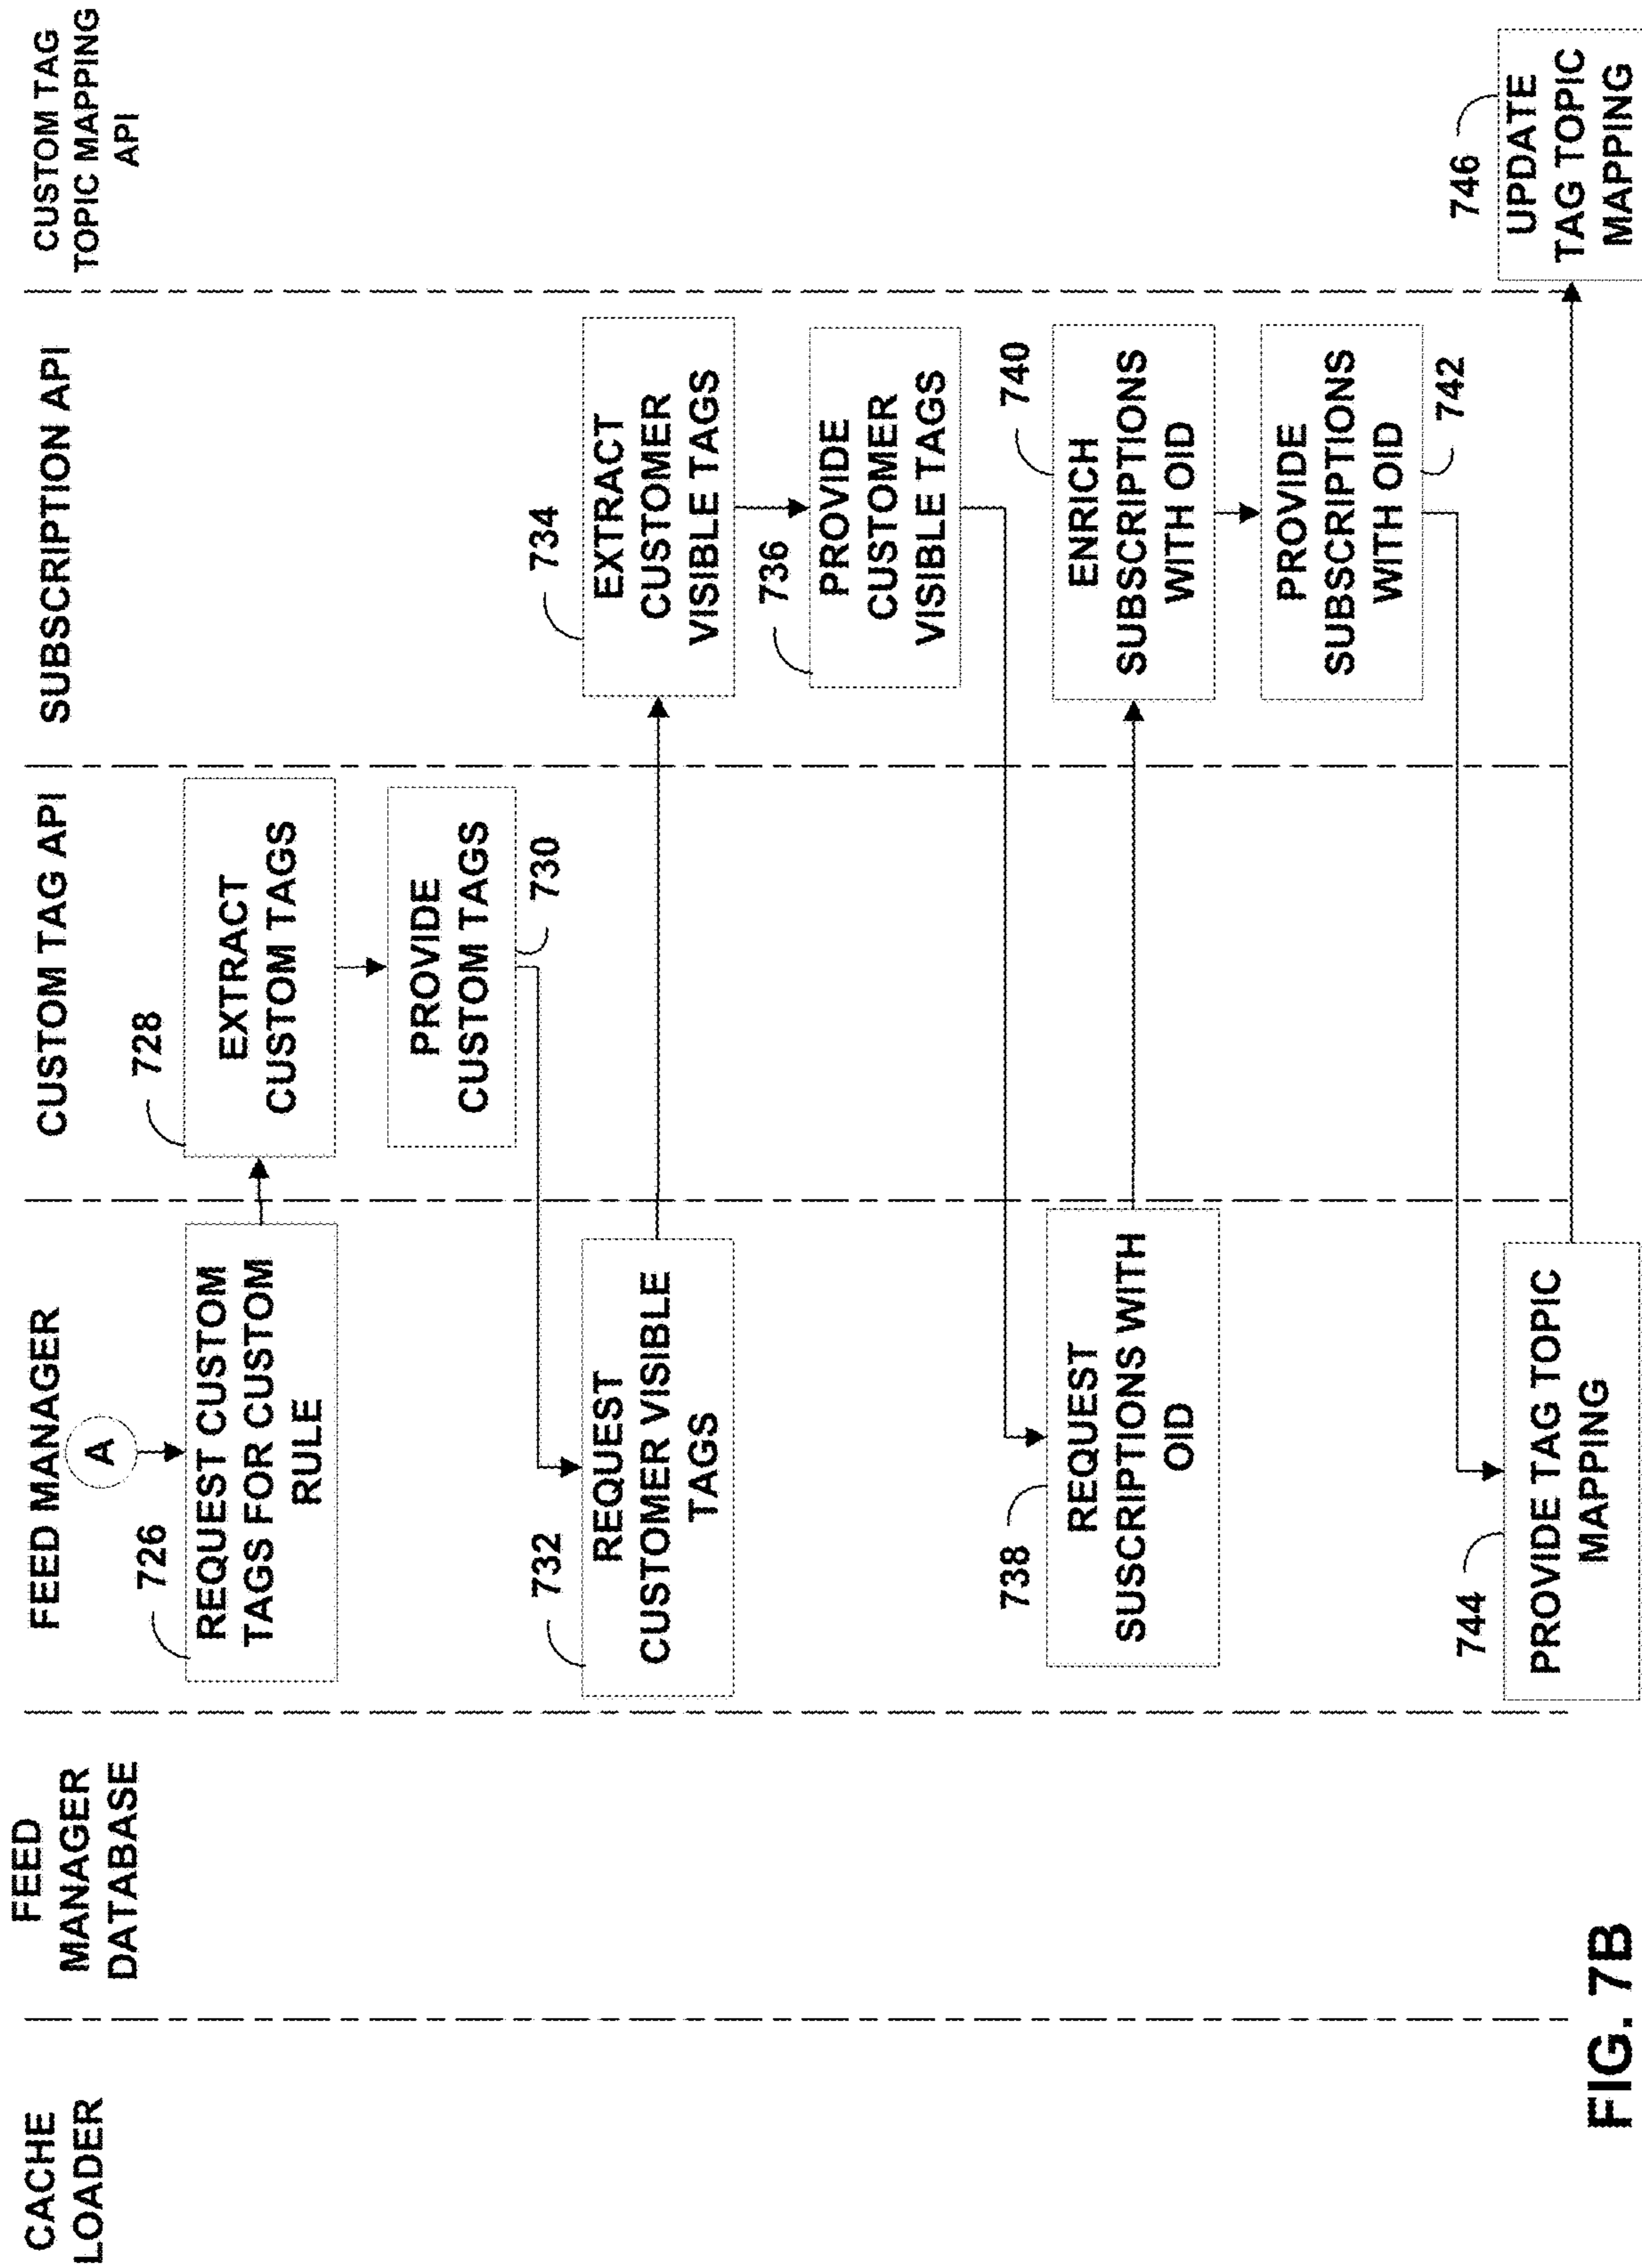 CACHE
LOADER
FEED
MANAGER
DATABASE
FEED MANAGER
CUSTOM TAG API
SUBSCRIPTION API
CUSTOM TAG
TOPIC MAPPING
API
A
726
REQUEST CUSTOM
TAGS FOR CUSTOM
RULE
728
EXTRACT
CUSTOM TAGS
PROVIDE
CUSTOM TAGS
730
732
REQUEST
CUSTOMER VISIBLE
TAGS
734
EXTRACT
CUSTOMER
VISIBLE TAGS
736
PROVIDE
CUSTOMER
VISIBLE TAGS
738
REQUEST
SUSCRIPTIONS WITH
OID
740
ENRICH
SUBSCRIPTIONS
WITH OID
PROVIDE
SUBSCRIPTIONS
WITH OID
742
744
PROVIDE TAG TOPIC
MAPPING
746
UPDATE
TAG TOPIC
MAPPING
FIG. 7B